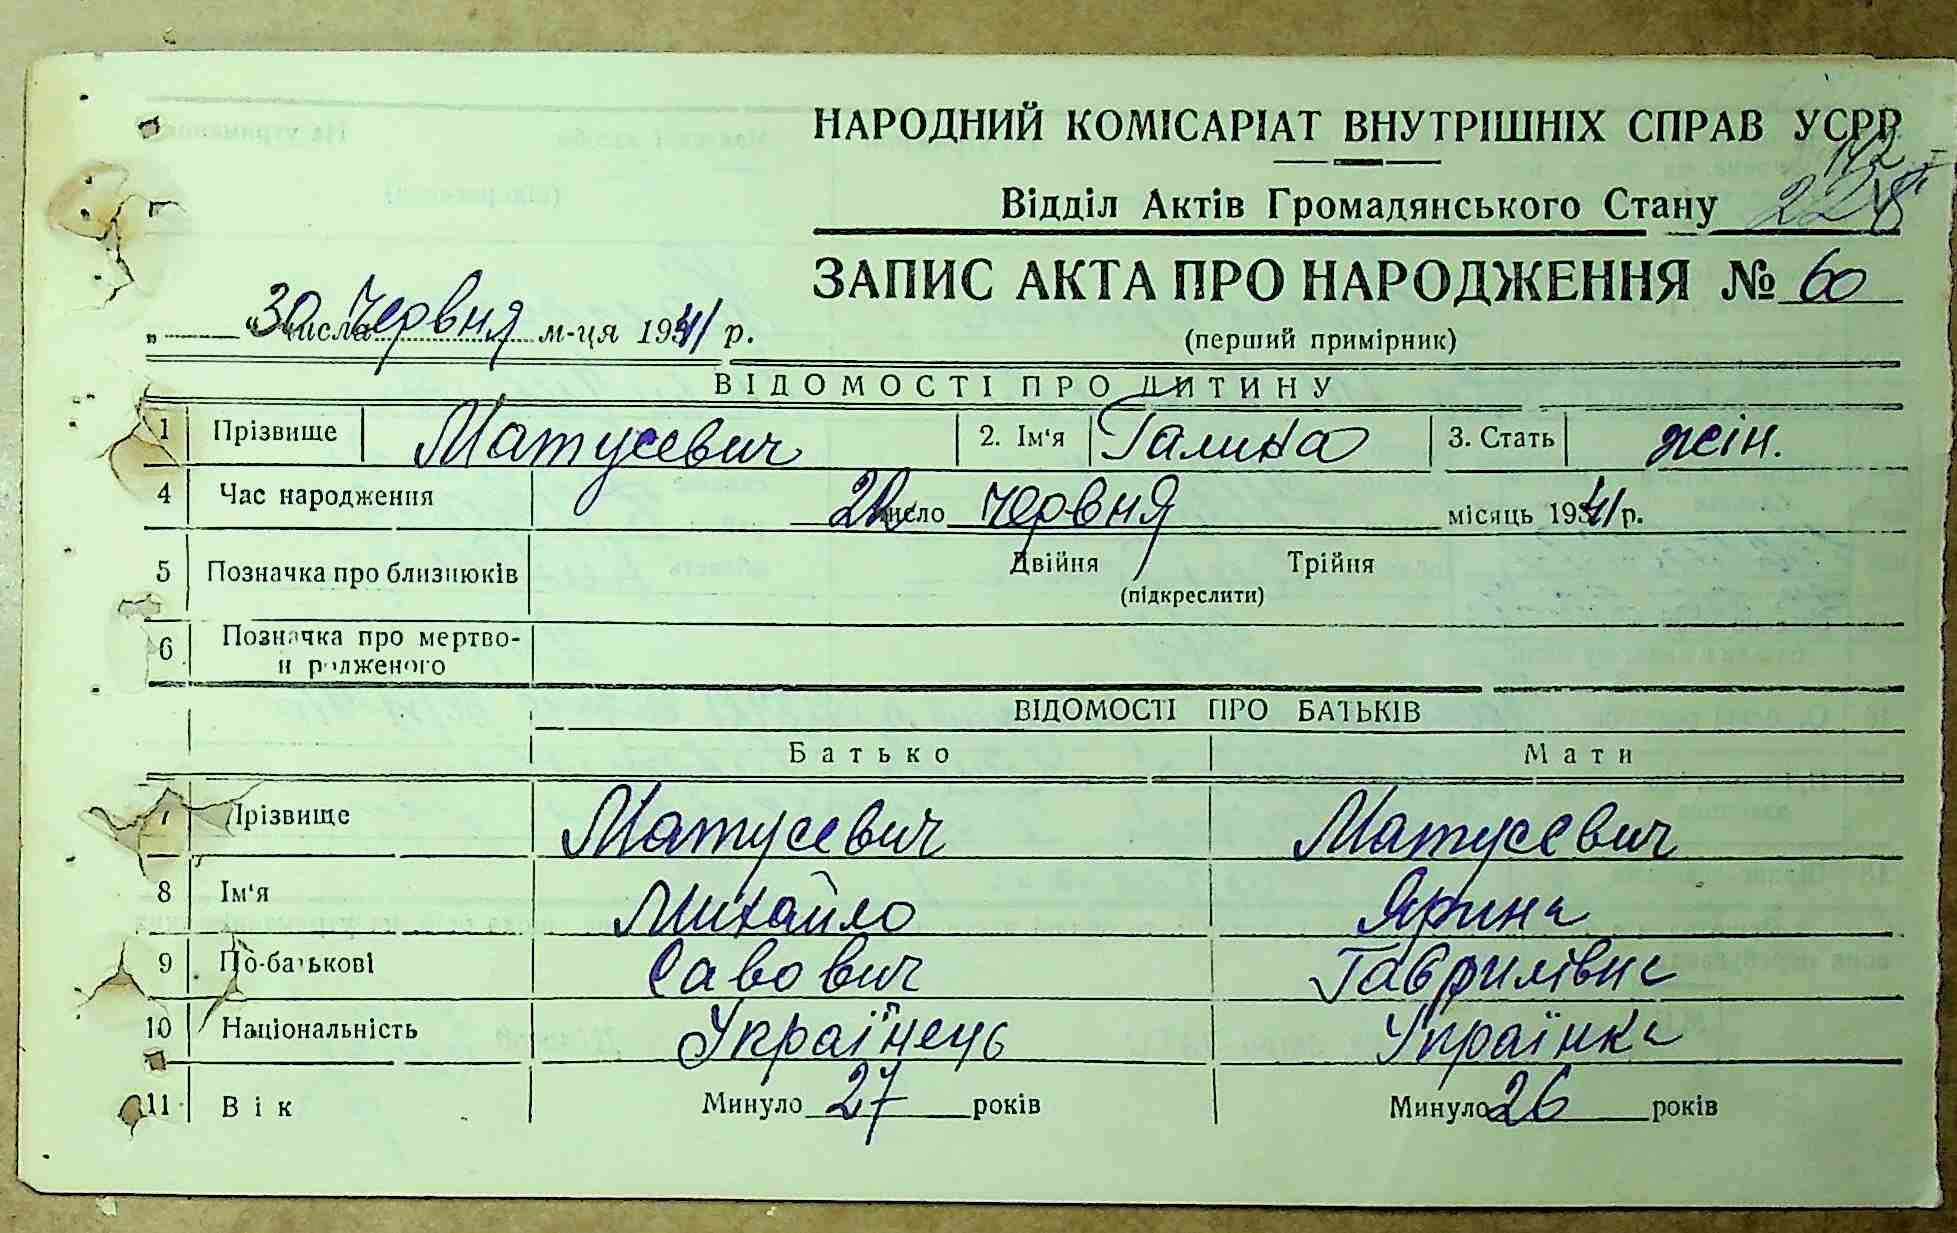 НАРОДНИЙ КОМІСАРІАТ ВНУТРІШНІХ СПРАВ УСРР
Відділ Актів Громадянського Стану
ЗАПИС АКТА ПРО НАРОДЖЕННЯ № 60
(перший примірник)
„ 30 “ числа Червня м-ця 1941 р.
ВІДОМОСТІ ПРО ДИТИНУ
1 Прізвище Матусевич 2. Ім'я Галина 3. Стать жін.
4 Час народження число червня місяць 1941 р.
5 Позначка про близнюків Двійня Трійня
(підкреслити)
6 Позначка про мертво-
н родженого
ВІДОМОСТІ ПРО БАТЬКІВ
Батько Мати
7 Прізвище Матусевич Матусевич
8 Ім'я Михайло Ярина
9 По-батькові Савович Гаврилівна
10 Національність Українець Українка
11 Вік Минуло 27 років Минуло 26 років